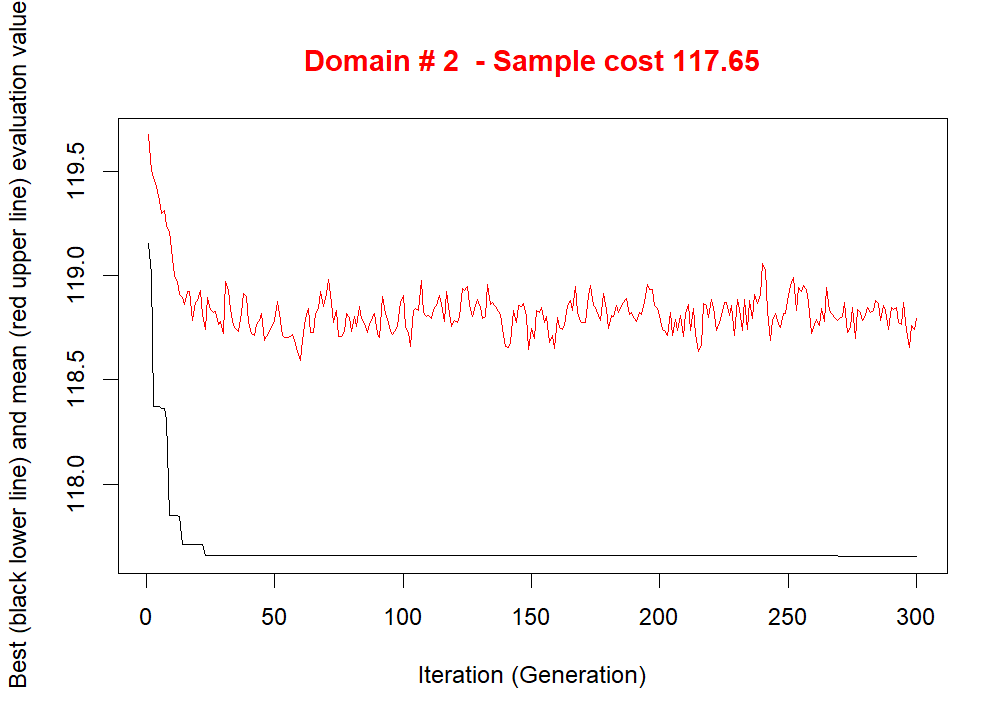 Domain # 2  - Sample cost 117.65
Best (black lower line) and mean (red upper line) evaluation value
119.5
119.0
118.5
118.0
0 50 100 150 200 250 300
Iteration (Generation)